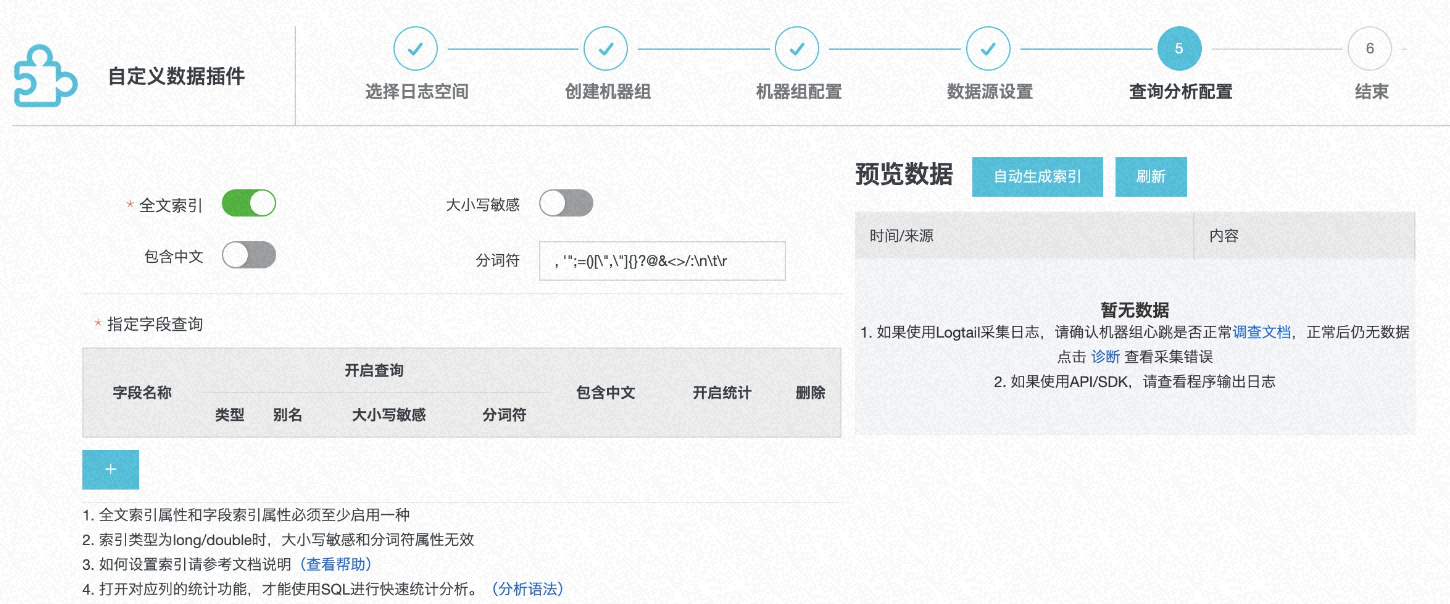 自定义数据插件
选择日志空间
创建机器组
机器组配置
数据源设置
5
查询分析配置
6
结束
* 全文索引
大小写敏感
包含中文
分词符
, '";=()[\",\"]{}?@&<>/:\n\t\r
* 指定字段查询
字段名称
开启查询
类型 别名 大小写敏感 分词符
包含中文
开启统计
删除
+
1. 全文索引属性和字段索引属性必须至少启用一种
2. 索引类型为long/double时，大小写敏感和分词符属性无效
3. 如何设置索引请参考文档说明（查看帮助）
4. 打开对应列的统计功能，才能使用SQL进行快速统计分析。（分析语法）
预览数据 自动生成索引 刷新
时间/来源 内容
暂无数据
1. 如果使用Logtail采集日志，请确认机器组心跳是否正常调查文档，正常后仍无数据
点击 诊断 查看采集错误
2. 如果使用API/SDK，请查看程序输出日志